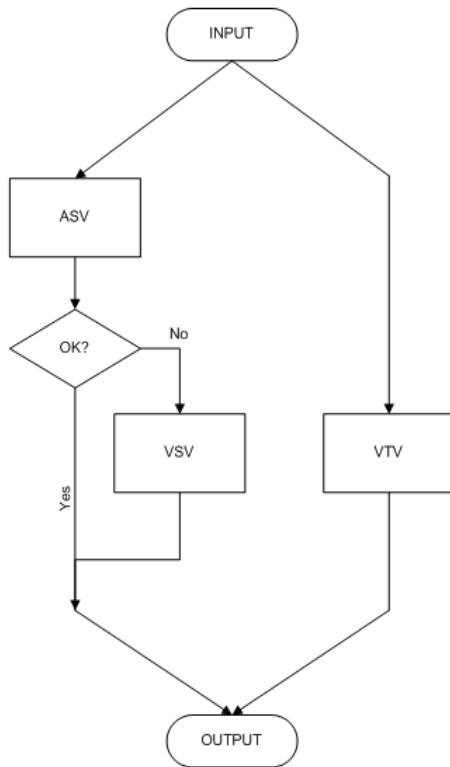 INPUT
ASV
OK?
No
VSV
VTV
Yes
OUTPUT